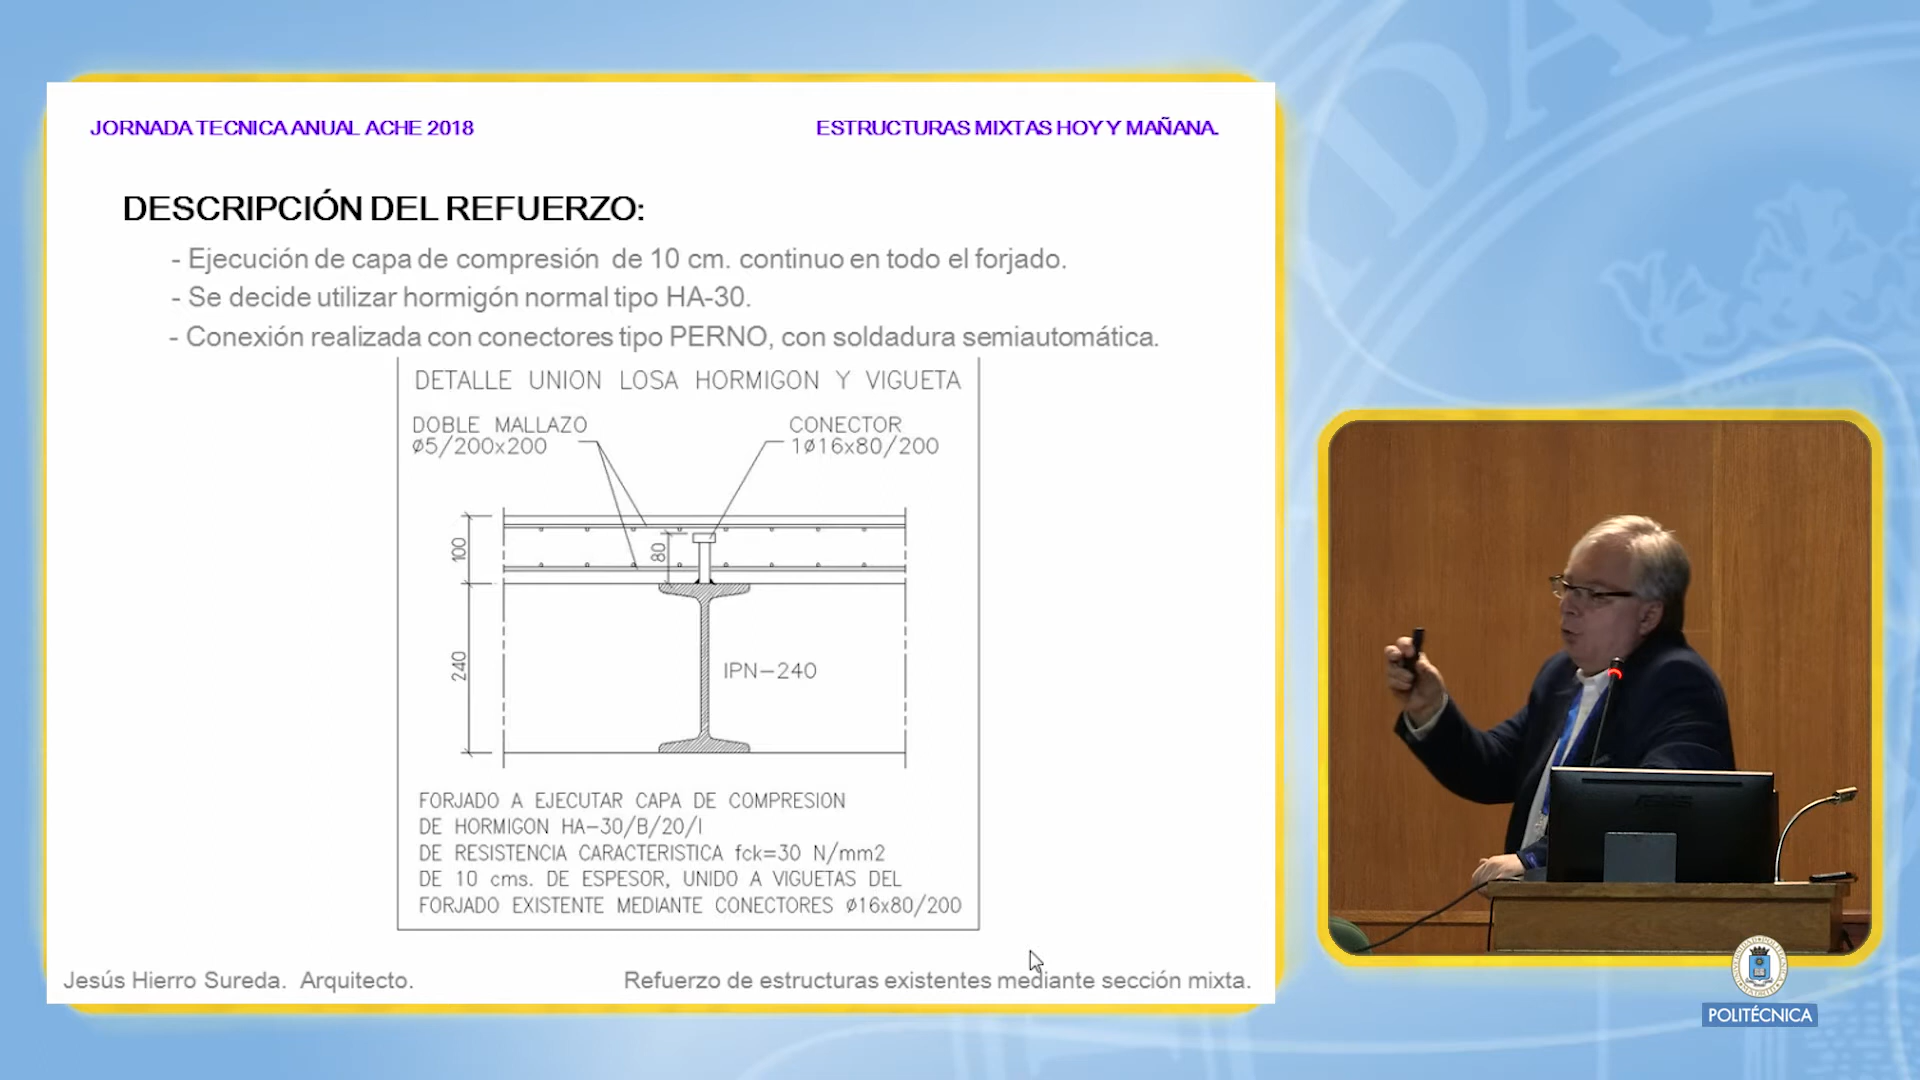 JORNADA TECNICA ANUAL ACHE 2018
ESTRUCTURAS MIXTAS HOY Y MAÑANA.
DESCRIPCIÓN DEL REFUERZO:
- Ejecución de capa de compresión de 10 cm. continuo en todo el forjado.
- Se decide utilizar hormigón normal tipo HA-30.
- Conexión realizada con conectores tipo PERNO, con soldadura semiautomática.
DETALLE UNION LOSA HORMIGON Y VIGUETA
DOBLE MALLAZO
ø5/200x200
CONECTOR
1ø16x80/200
100
80
240
IPN-240
FORJADO A EJECUTAR CAPA DE COMPRESION
DE HORMIGON HA-30/B/20/I
DE RESISTENCIA CARACTERISTICA fck=30 N/mm2
DE 10 cms. DE ESPESOR, UNIDO A VIGUETAS DEL
FORJADO EXISTENTE MEDIANTE CONECTORES ø16x80/200
Jesús Hierro Sureda. Arquitecto.
Refuerzo de estructuras existentes mediante sección mixta.
POLITÉCNICA